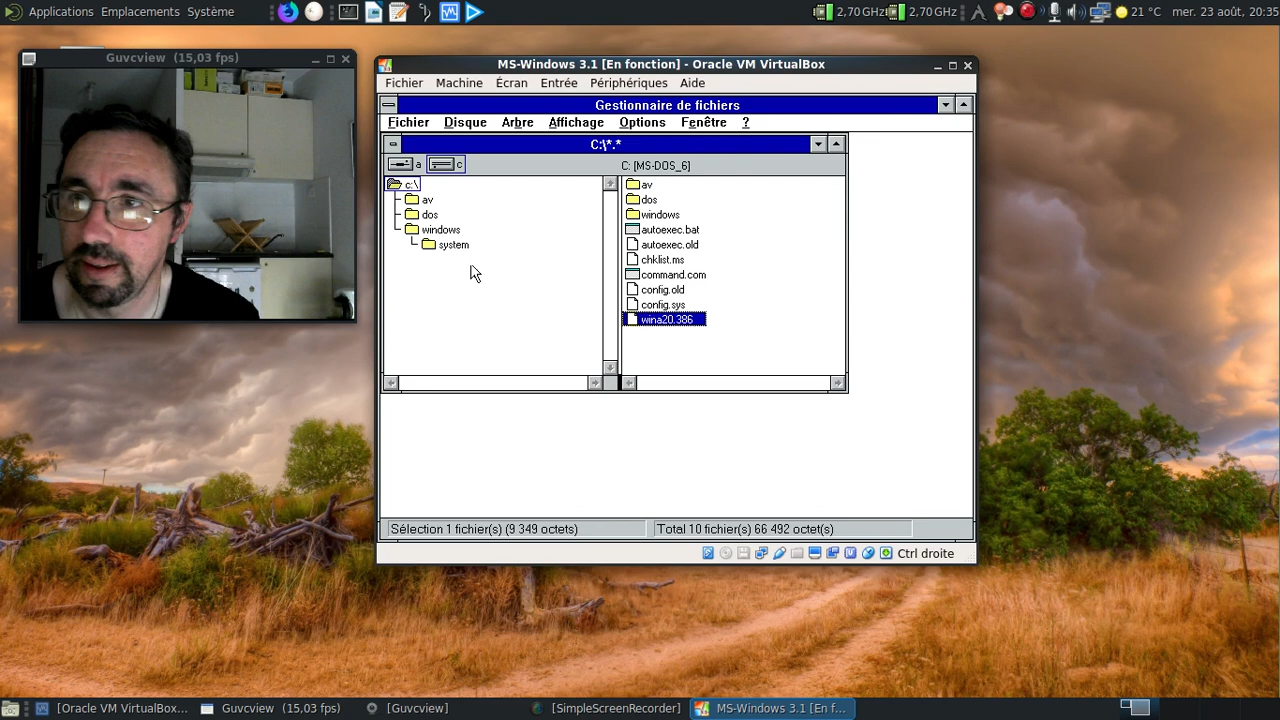 Applications Emplacements Système
2,70 GHz 2,70 GHz 21 °C mer. 23 août, 20:35
Guvcview (15,03 fps)
MS-Windows 3.1 [En fonction] - Oracle VM VirtualBox
Fichier Machine Écran Entrée Périphériques Aide
Gestionnaire de fichiers
Fichier Disque Arbre Affichage Options Fenêtre ?
C:\*.*
a c C: [MS-DOS_6]
c:\
av
dos
windows
system
av
dos
windows
autoexec.bat
autoexec.old
chklist.ms
command.com
config.old
config.sys
wina20.386
Sélection 1 fichier(s) (9 349 octets) Total 10 fichier(s) 66 492 octet(s)
Ctrl droite
[Oracle VM VirtualBox... Guvcview (15,03 fps) [Guvcview] [SimpleScreenRecorder] MS-Windows 3.1 [En f...